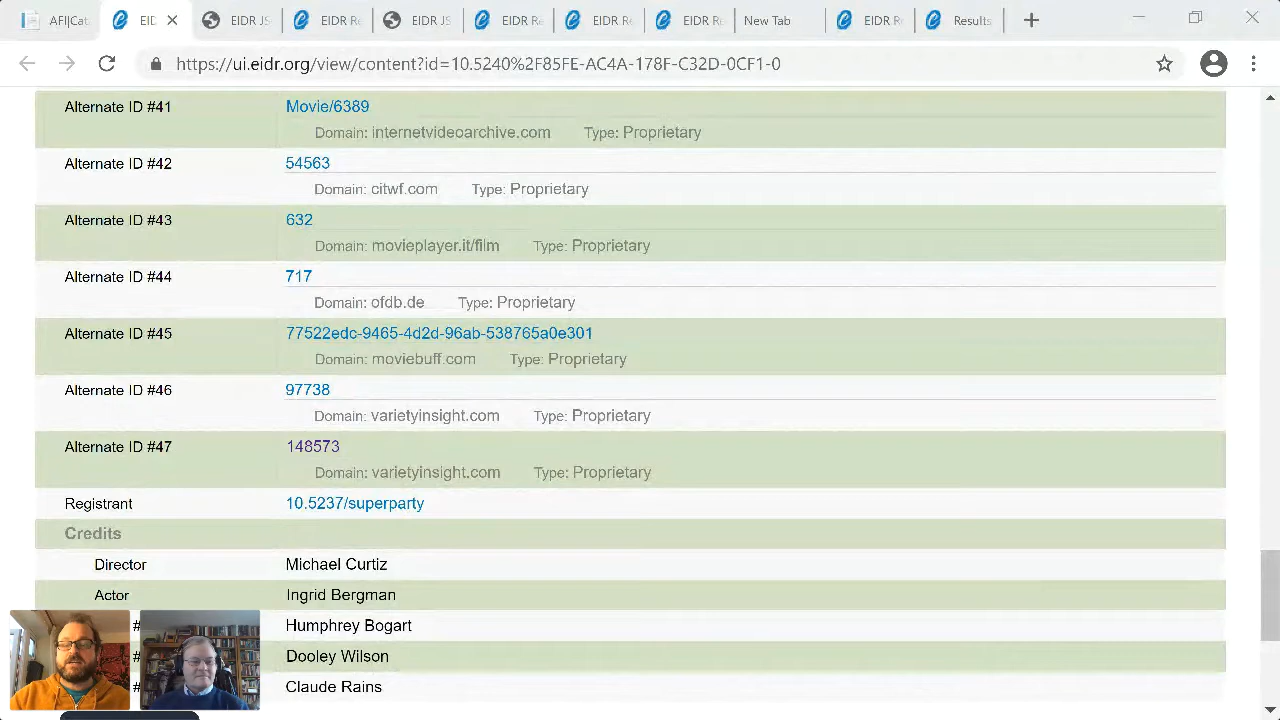 AFI|Cat
EID
EIDR JS
EIDR Re
EIDR JS
EIDR Re
EIDR Re
EIDR R
New Tab
EIDR R
Results
https://ui.eidr.org/view/content?id=10.5240%2F85FE-AC4A-178F-C32D-0CF1-0
Alternate ID #41 Movie/6389
Domain: internetvideoarchive.com Type: Proprietary
Alternate ID #42 54563
Domain: citwf.com Type: Proprietary
Alternate ID #43 632
Domain: movieplayer.it/film Type: Proprietary
Alternate ID #44 717
Domain: ofdb.de Type: Proprietary
Alternate ID #45 77522edc-9465-4d2d-96ab-538765a0e301
Domain: moviebuff.com Type: Proprietary
Alternate ID #46 97738
Domain: varietyinsight.com Type: Proprietary
Alternate ID #47 148573
Domain: varietyinsight.com Type: Proprietary
Registrant 10.5237/superparty
Credits
Director Michael Curtiz
Actor Ingrid Bergman
# Humphrey Bogart
# Dooley Wilson
# Claude Rains